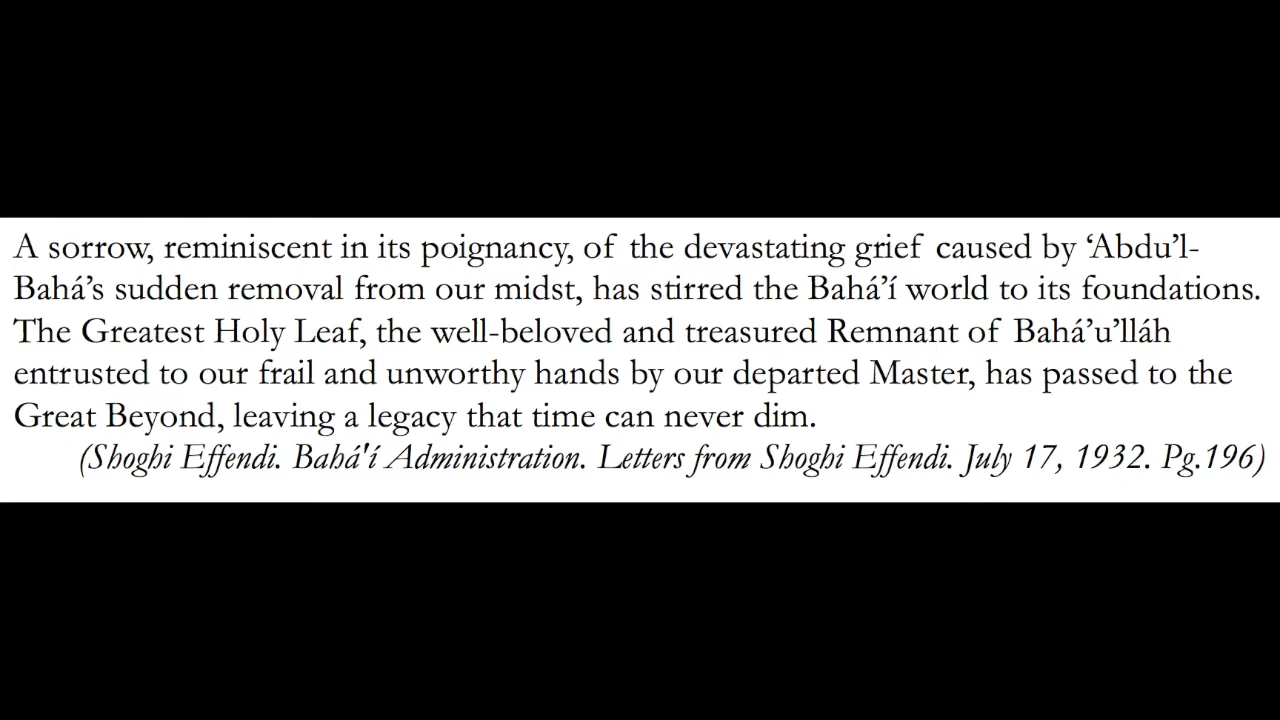 A sorrow, reminiscent in its poignancy, of the devastating grief caused by ‘Abdu’l-
Bahá’s sudden removal from our midst, has stirred the Bahá’í world to its foundations.
The Greatest Holy Leaf, the well-beloved and treasured Remnant of Bahá’u’lláh
entrusted to our frail and unworthy hands by our departed Master, has passed to the
Great Beyond, leaving a legacy that time can never dim.
(Shoghi Effendi. Bahá'í Administration. Letters from Shoghi Effendi. July 17, 1932. Pg.196)